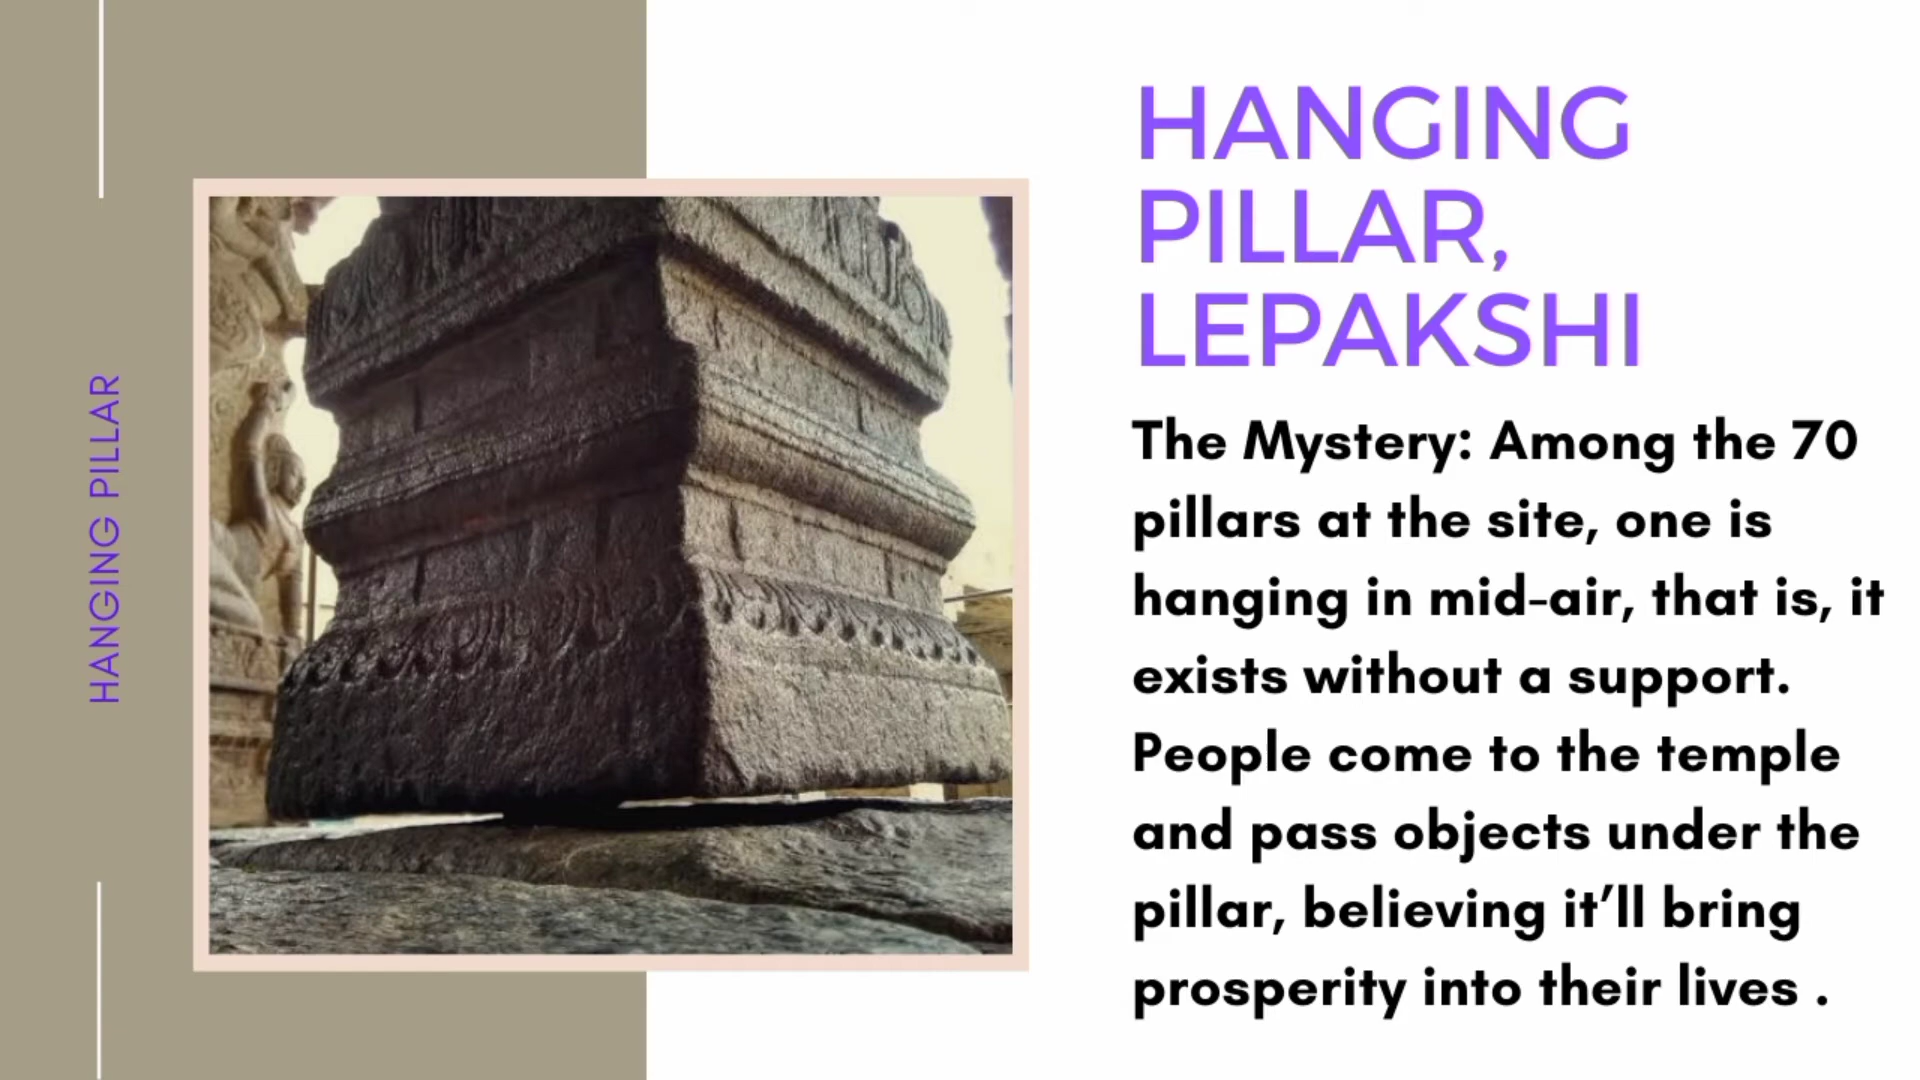 HANGING PILLAR
HANGING
PILLAR,
LEPAKSHI
The Mystery: Among the 70
pillars at the site, one is
hanging in mid-air, that is, it
exists without a support.
People come to the temple
and pass objects under the
pillar, believing it’ll bring
prosperity into their lives .